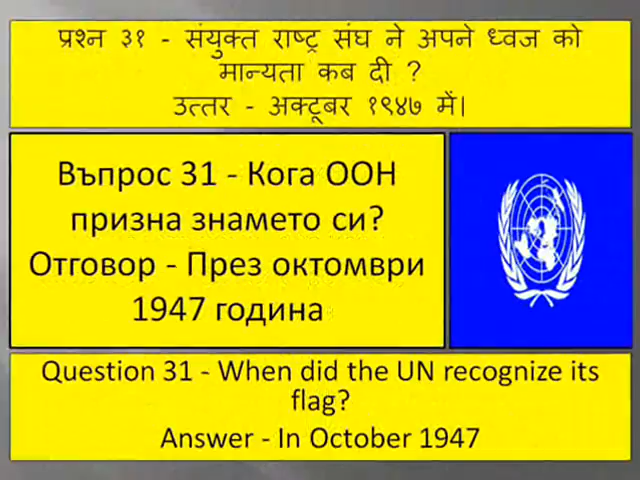 प्रश्न ३१ - संयुक्त राष्ट्र संघ ने अपने ध्वज को
मान्यता कब दी ?
उत्तर - अक्टूबर १९४७ में।
Въпрос 31 - Кога ООН
призна знамето си?
Отговор - През октомври
1947 година
Question 31 - When did the UN recognize its
flag?
Answer - In October 1947